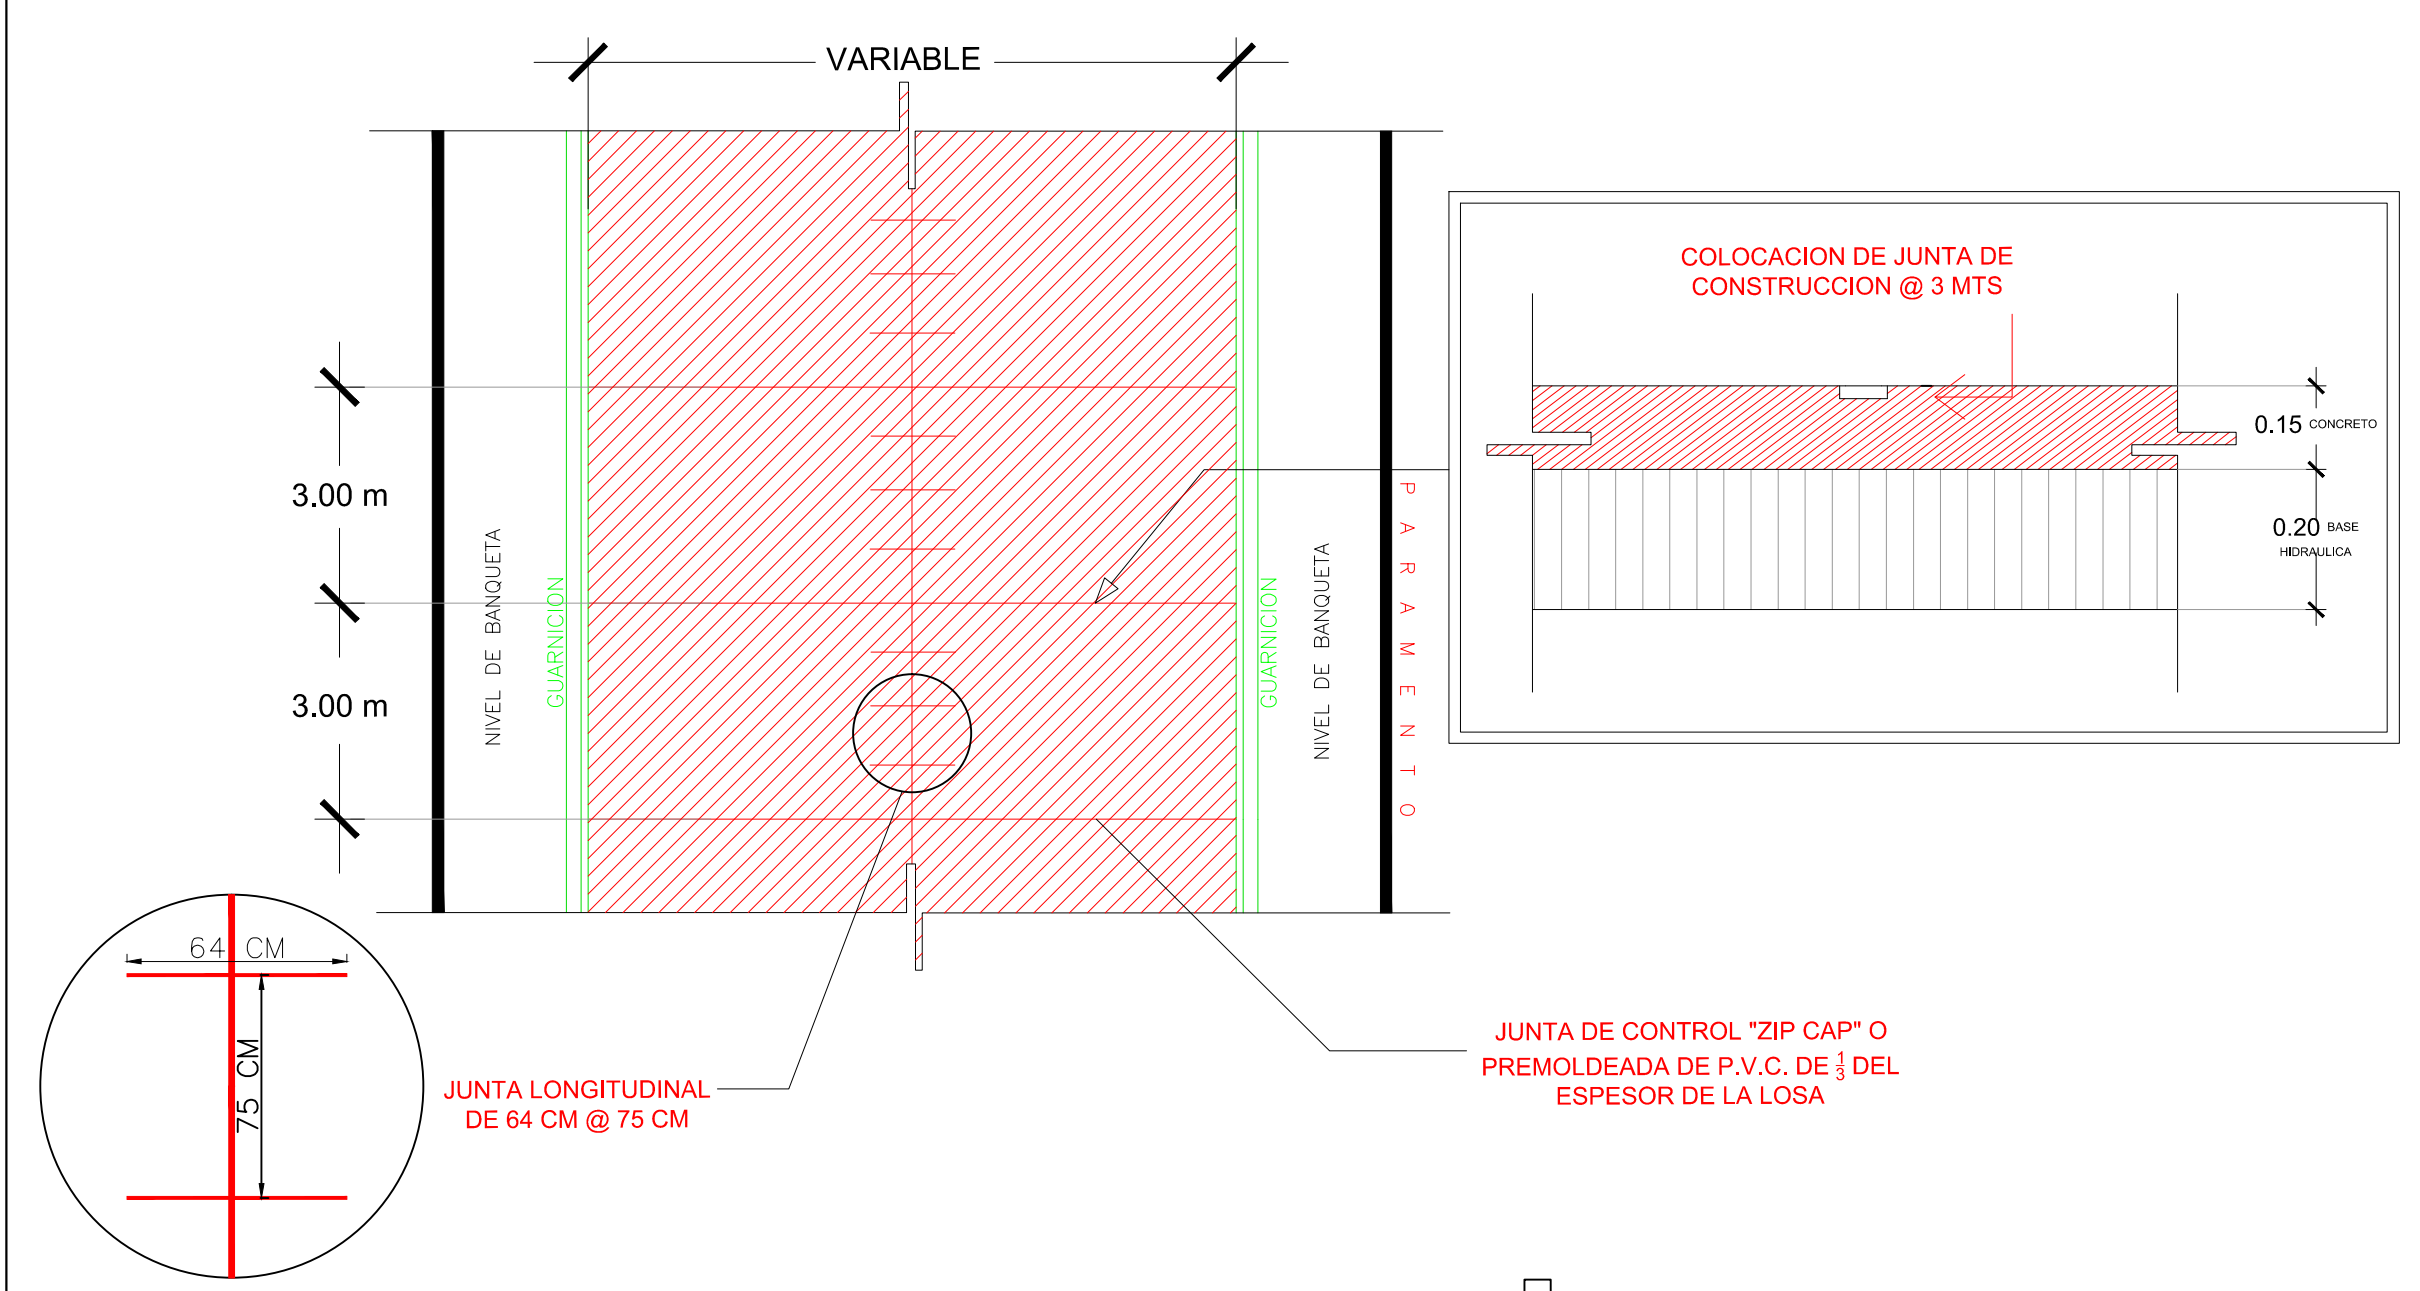 VARIABLE
COLOCACION DE JUNTA DE
CONSTRUCCION @ 3 MTS
0.15 CONCRETO
0.20 BASE
HIDRAULICA
3.00 m
3.00 m
NIVEL DE BANQUETA
GUARNICION
GUARNICION
NIVEL DE BANQUETA
PARAMENTO
64 CM
75 CM
JUNTA LONGITUDINAL
DE 64 CM @ 75 CM
JUNTA DE CONTROL "ZIP CAP" O
PREMOLDEADA DE P.V.C. DE 1/3 DEL
ESPESOR DE LA LOSA